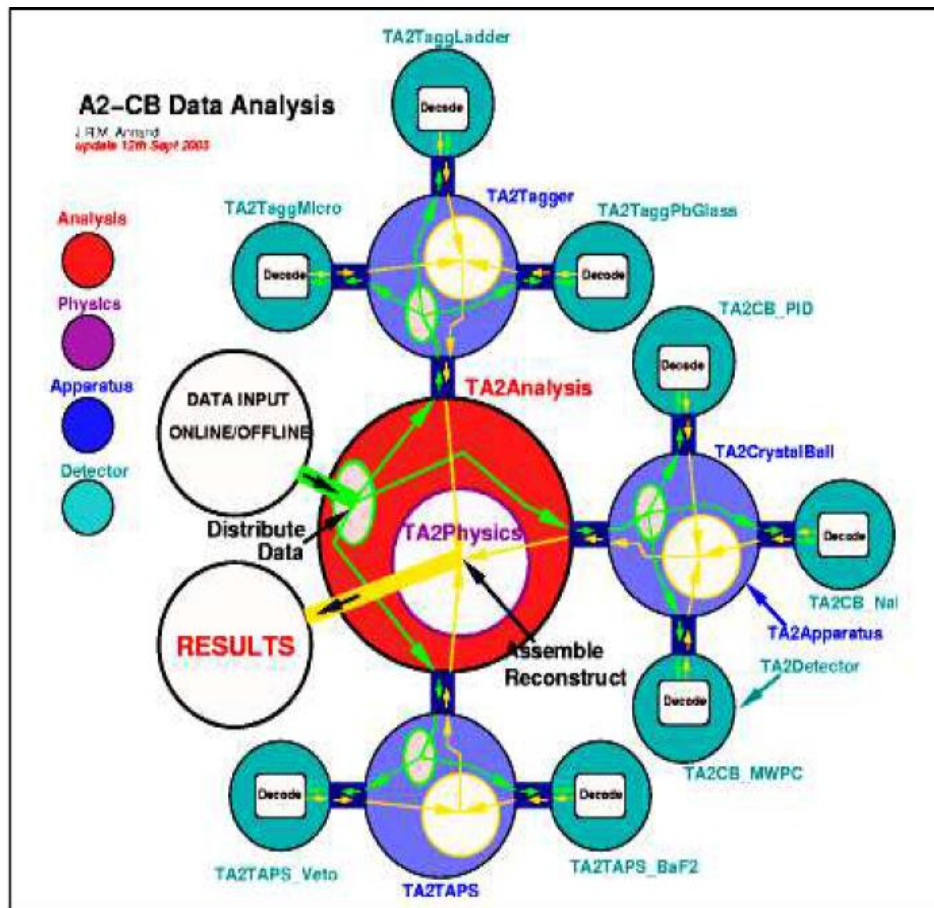 TA2TaggLadder
Decode
A2-CB Data Analysis
J.R.M. Annand
update 12th Sept 2003
TA2Tagger
TA2TaggMicro
TA2TaggPbGlass
Decode
Decode
Analysis
Physics
Apparatus
Detector
TA2CB_PID
Decode
DATA INPUT
ONLINE/OFFLINE
TA2Analysis
TA2CrystalBall
Distribute
Data
TA2Physics
Decode
TA2CB_NaI
RESULTS
TA2Apparatus
Assemble
Reconstruct
TA2Detector
Decode
TA2CB_MWPC
Decode
Decode
TA2TAPS_Veto
TA2TAPS_BaF2
TA2TAPS